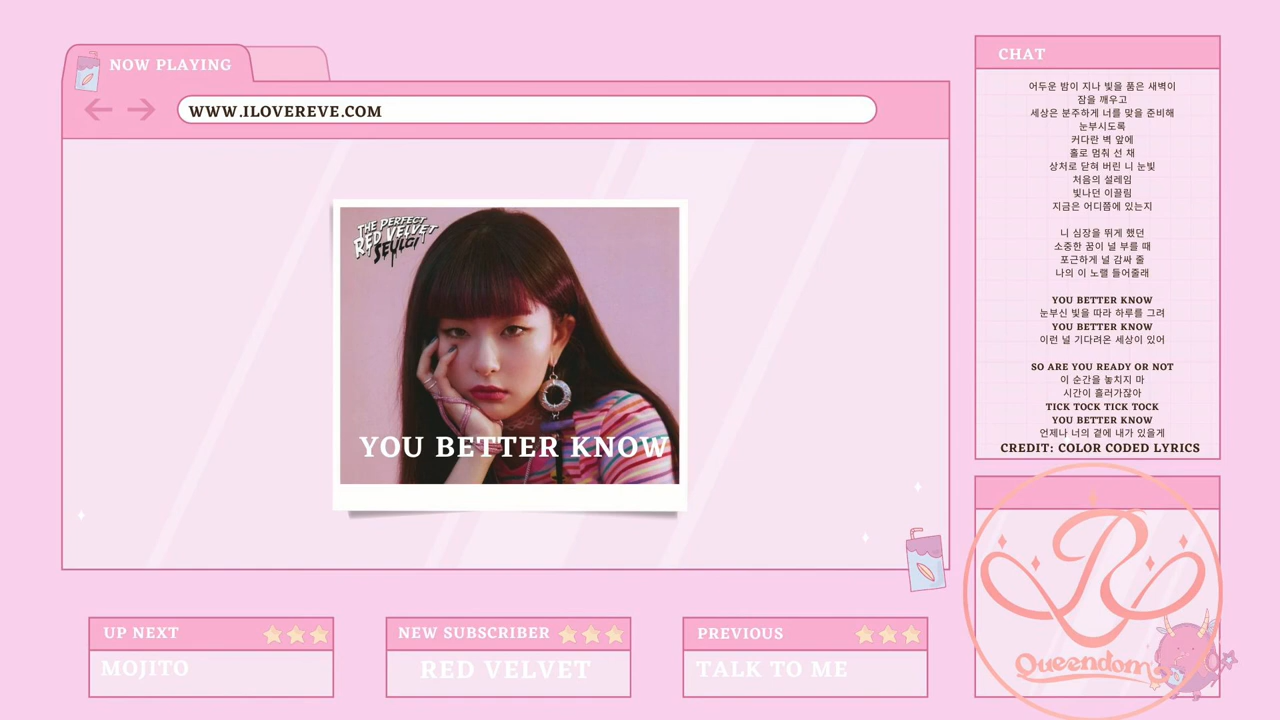 NOW PLAYING
WWW.ILOVEREVE.COM
THE PERFECT
RED VELVET
SEULGI
YOU BETTER KNOW
CHAT
어두운 밤이 지나 빛을 품은 새벽이
잠을 깨우고
세상은 분주하게 너를 맞을 준비해
눈부시도록
커다란 벽 앞에
홀로 멈춰 선 채
상처로 닫혀 버린 니 눈빛
처음의 설레임
빛나던 이끌림
지금은 어디쯤에 있는지
니 심장을 뛰게 했던
소중한 꿈이 널 부를 때
포근하게 널 감싸 줄
나의 이 노랠 들어줄래
YOU BETTER KNOW
눈부신 빛을 따라 하루를 그려
YOU BETTER KNOW
이런 널 기다려온 세상이 있어
SO ARE YOU READY OR NOT
이 순간을 놓치지 마
시간이 흘러가잖아
TICK TOCK TICK TOCK
YOU BETTER KNOW
언제나 너의 곁에 내가 있을게
CREDIT: COLOR CODED LYRICS
R
Queendom
UP NEXT
MOJITO
NEW SUBSCRIBER
RED VELVET
PREVIOUS
TALK TO ME